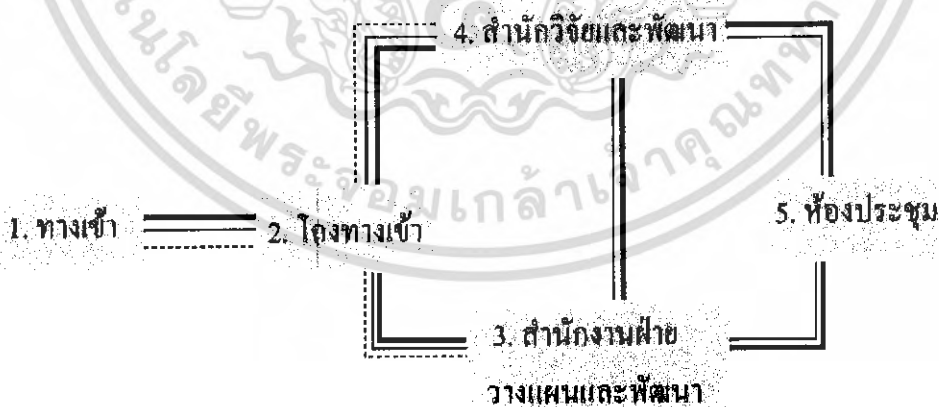 4. สำนักวิจัยและพัฒนา
1. ทางเข้า
2. โถงทางเข้า
5. ห้องประชุม
3. สำนักงานฝ่าย
วางแผนและพัฒนา